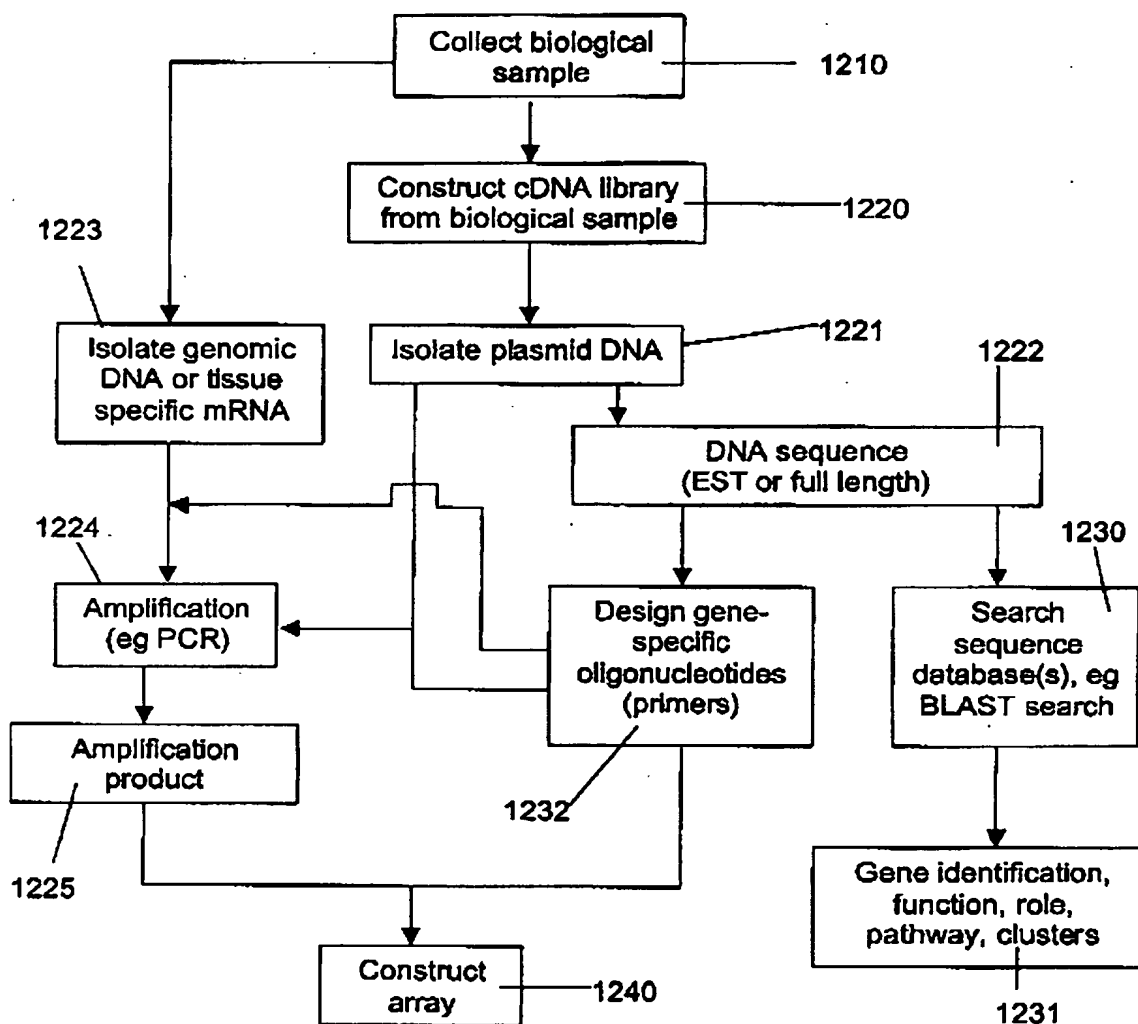 Collect biological
sample
1210
Construct cDNA library
from biological sample
1220
1223
Isolate genomic
DNA or tissue
specific mRNA
Isolate plasmid DNA
1221
1222
DNA sequence
(EST or full length)
1224
Amplification
(eg PCR)
Design gene-
specific
oligonucleotides
(primers)
1230
Search
sequence
database(s), eg
BLAST search
Amplification
product
1225
1232
Gene identification,
function, role,
pathway, clusters
1231
Construct
array
1240